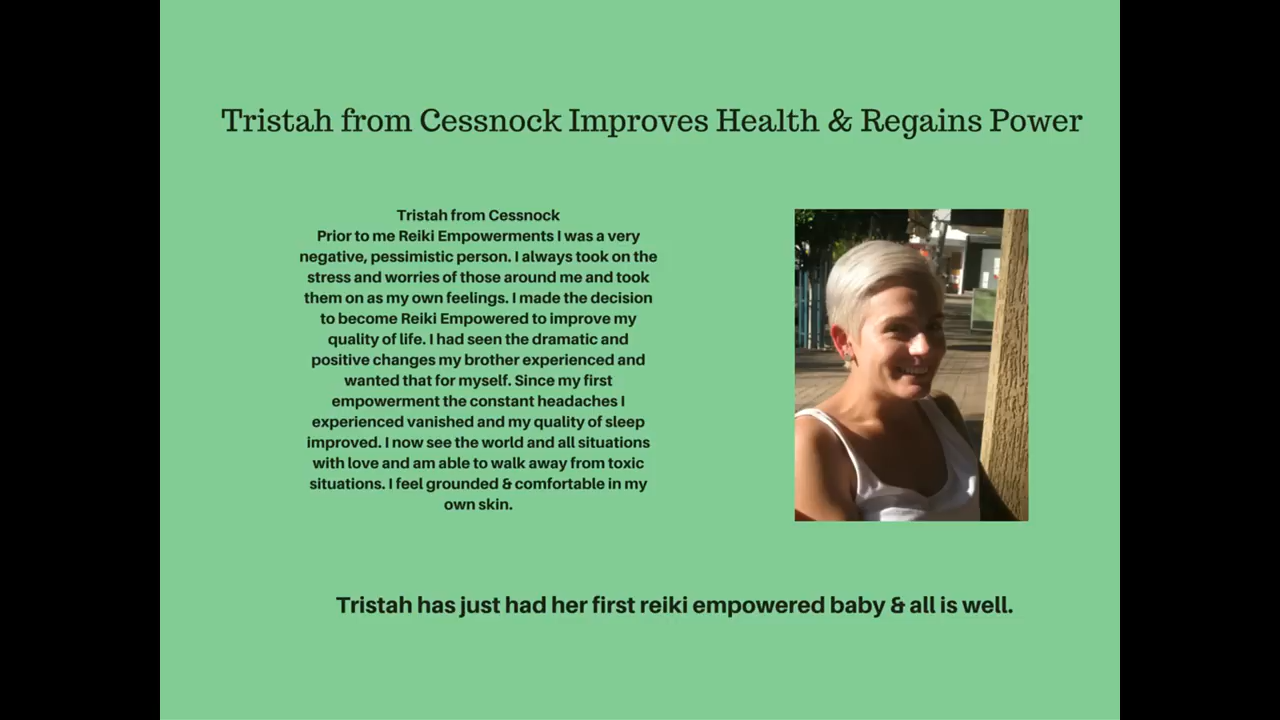 Tristah from Cessnock Improves Health & Regains Power
Tristah from Cessnock
Prior to me Reiki Empowerments I was a very
negative, pessimistic person. I always took on the
stress and worries of those around me and took
them on as my own feelings. I made the decision
to become Reiki Empowered to improve my
quality of life. I had seen the dramatic and
positive changes my brother experienced and
wanted that for myself. Since my first
empowerment the constant headaches I
experienced vanished and my quality of sleep
improved. I now see the world and all situations
with love and am able to walk away from toxic
situations. I feel grounded & comfortable in my
own skin.
Tristah has just had her first reiki empowered baby & all is well.